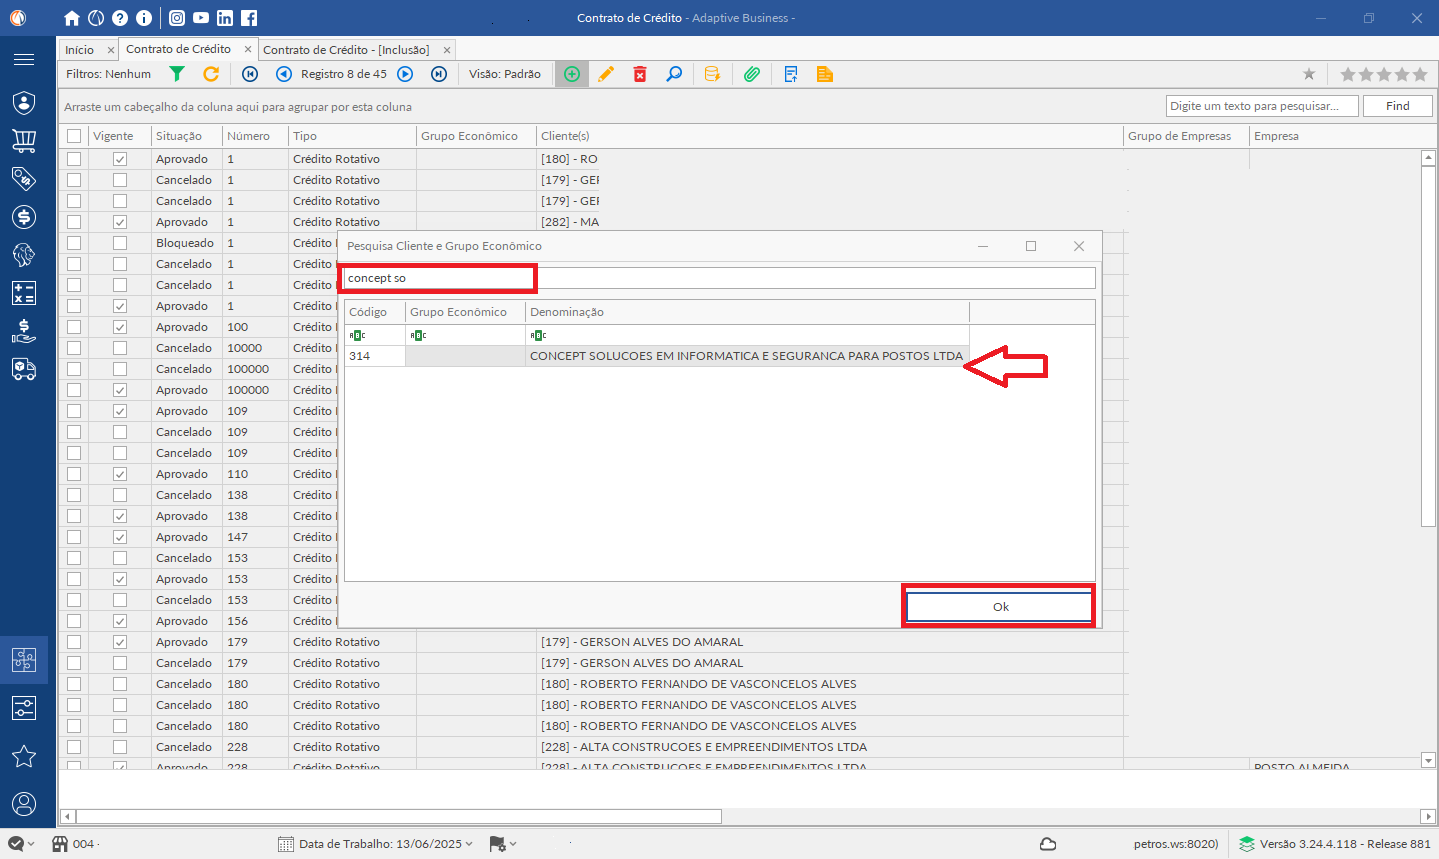 Contrato de Crédito - Adaptive Business -
Início × Contrato de Crédito × Contrato de Crédito - [Inclusão] ×
Filtros: Nenhum Registro 8 de 45 Visão: Padrão
Arraste um cabeçalho da coluna aqui para agrupar por esta coluna Digite um texto para pesquisar... Find
Vigente Situação Número Tipo Grupo Econômico Cliente(s) Grupo de Empresas Empresa
Aprovado 1 Crédito Rotativo [180] - RO
Cancelado 1 Crédito Rotativo [179] - GER
Cancelado 1 Crédito Rotativo [179] - GER
Aprovado 1 Crédito Rotativo [282] - MA
Bloqueado 1 Crédito
Cancelado 1 Crédito
Cancelado 1 Crédito
Aprovado 1 Crédito
Aprovado 100 Crédito
Cancelado 10000 Crédito
Cancelado 100000 Crédito
Aprovado 100000 Crédito
Aprovado 109 Crédito
Cancelado 109 Crédito
Cancelado 109 Crédito
Aprovado 110 Crédito
Cancelado 138 Crédito
Aprovado 138 Crédito
Aprovado 147 Crédito
Cancelado 153 Crédito
Aprovado 153 Crédito
Cancelado 153 Crédito
Aprovado 156 Crédito
Pesquisa Cliente e Grupo Econômico
concept so
Código Grupo Econômico Denominação
ABC ABC ABC
314 CONCEPT SOLUCOES EM INFORMATICA E SEGURANCA PARA POSTOS LTDA
Ok
Aprovado 179 Crédito Rotativo [179] - GERSON ALVES DO AMARAL
Cancelado 179 Crédito Rotativo [179] - GERSON ALVES DO AMARAL
Cancelado 180 Crédito Rotativo [180] - ROBERTO FERNANDO DE VASCONCELOS ALVES
Cancelado 180 Crédito Rotativo [180] - ROBERTO FERNANDO DE VASCONCELOS ALVES
Cancelado 180 Crédito Rotativo [180] - ROBERTO FERNANDO DE VASCONCELOS ALVES
Cancelado 228 Crédito Rotativo [228] - ALTA CONSTRUCOES E EMPREENDIMENTOS LTDA
Aprovado 228 Crédito Rotativo [228] - ALTA CONSTRUCOES E EMPREENDIMENTOS LTDA POSTO ALMEIDA
004 - Data de Trabalho: 13/06/2025 petros.ws:8020) Versão 3.24.4.118 - Release 881